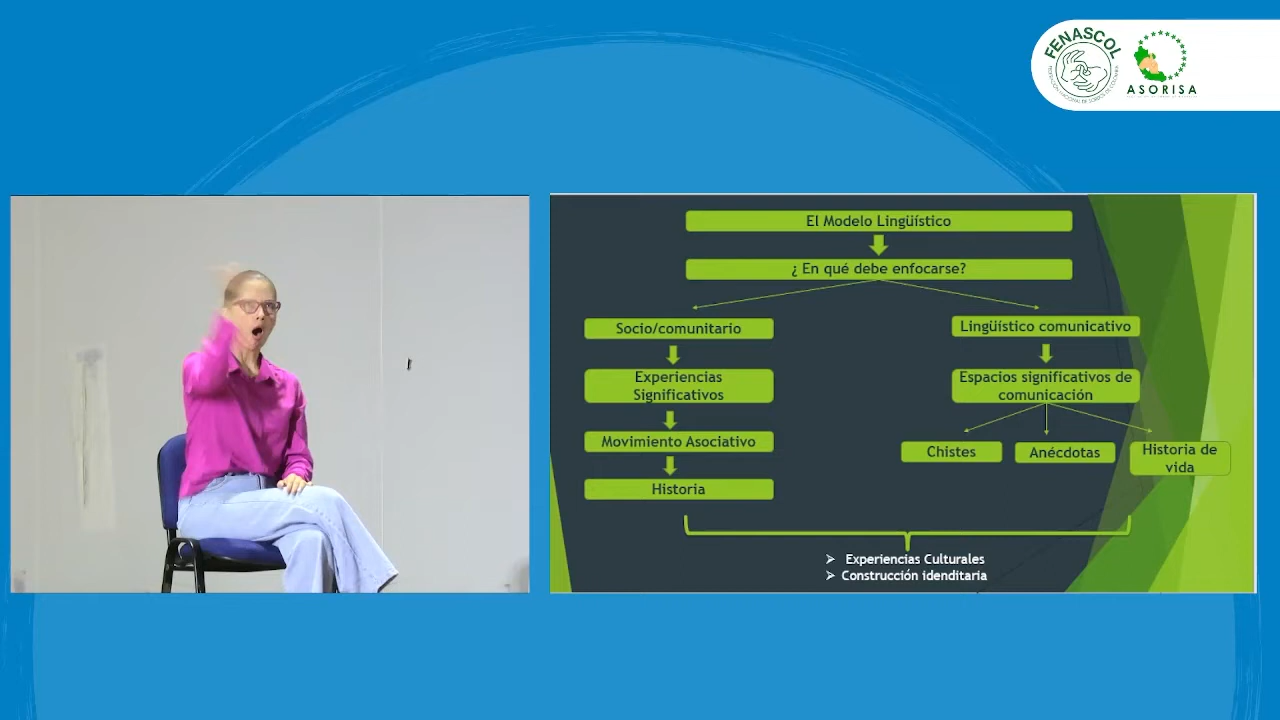 FENASCOL
ASORISA
El Modelo Lingüístico
¿ En qué debe enfocarse?
Socio/comunitario
Lingüístico comunicativo
Experiencias
Significativos
Espacios significativos de
comunicación
Movimiento Asociativo
Chistes
Anécdotas
Historia de
vida
Historia
➢ Experiencias Culturales
➢ Construcción idenditaria